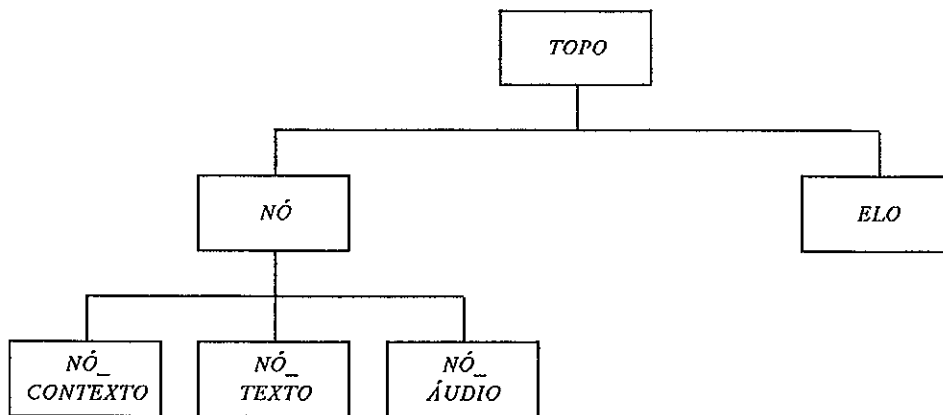 TOPO
NÓ
ELO
NÓ_
CONTEXTO
NÓ_
TEXTO
NÓ_
ÁUDIO